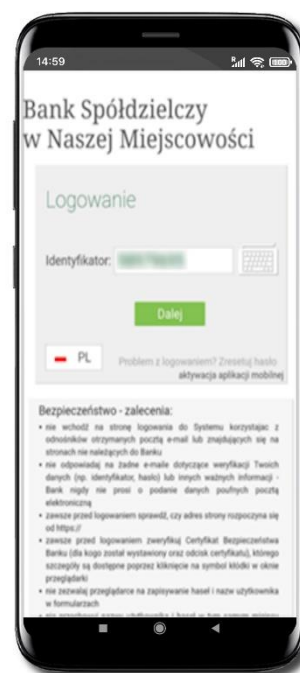 14:59
Bank Spółdzielczy
w Naszej Miejscowości
Logowanie
Identyfikator:
Dalej
PL
Problem z logowaniem? Zresetuj hasło
aktywacja aplikacji mobilnej
Bezpieczeństwo - zalecenia:
• nie wchodź na stronę logowania do Systemu korzystając z
odnośników otrzymanych pocztą e-mail lub znajdujących się na
stronach nie należących do Banku
• nie odpowiadaj na żadne e-maile dotyczące weryfikacji Twoich
danych (np. identyfikator, hasło) lub innych ważnych informacji -
Bank nigdy nie prosi o podanie danych poufnych pocztą
elektroniczną
• zawsze przed logowaniem sprawdź, czy adres strony rozpoczyna się
od https://
• zawsze przed logowaniem zweryfikuj Certyfikat Bezpieczeństwa
Banku (dla kogo został wystawiony oraz odcisk certyfikatu), którego
szczegóły są dostępne poprzez kliknięcie na symbol kłódki w oknie
przeglądarki
• nie zezwalaj przeglądarce na zapisywanie haseł i nazw użytkownika
w formularzach